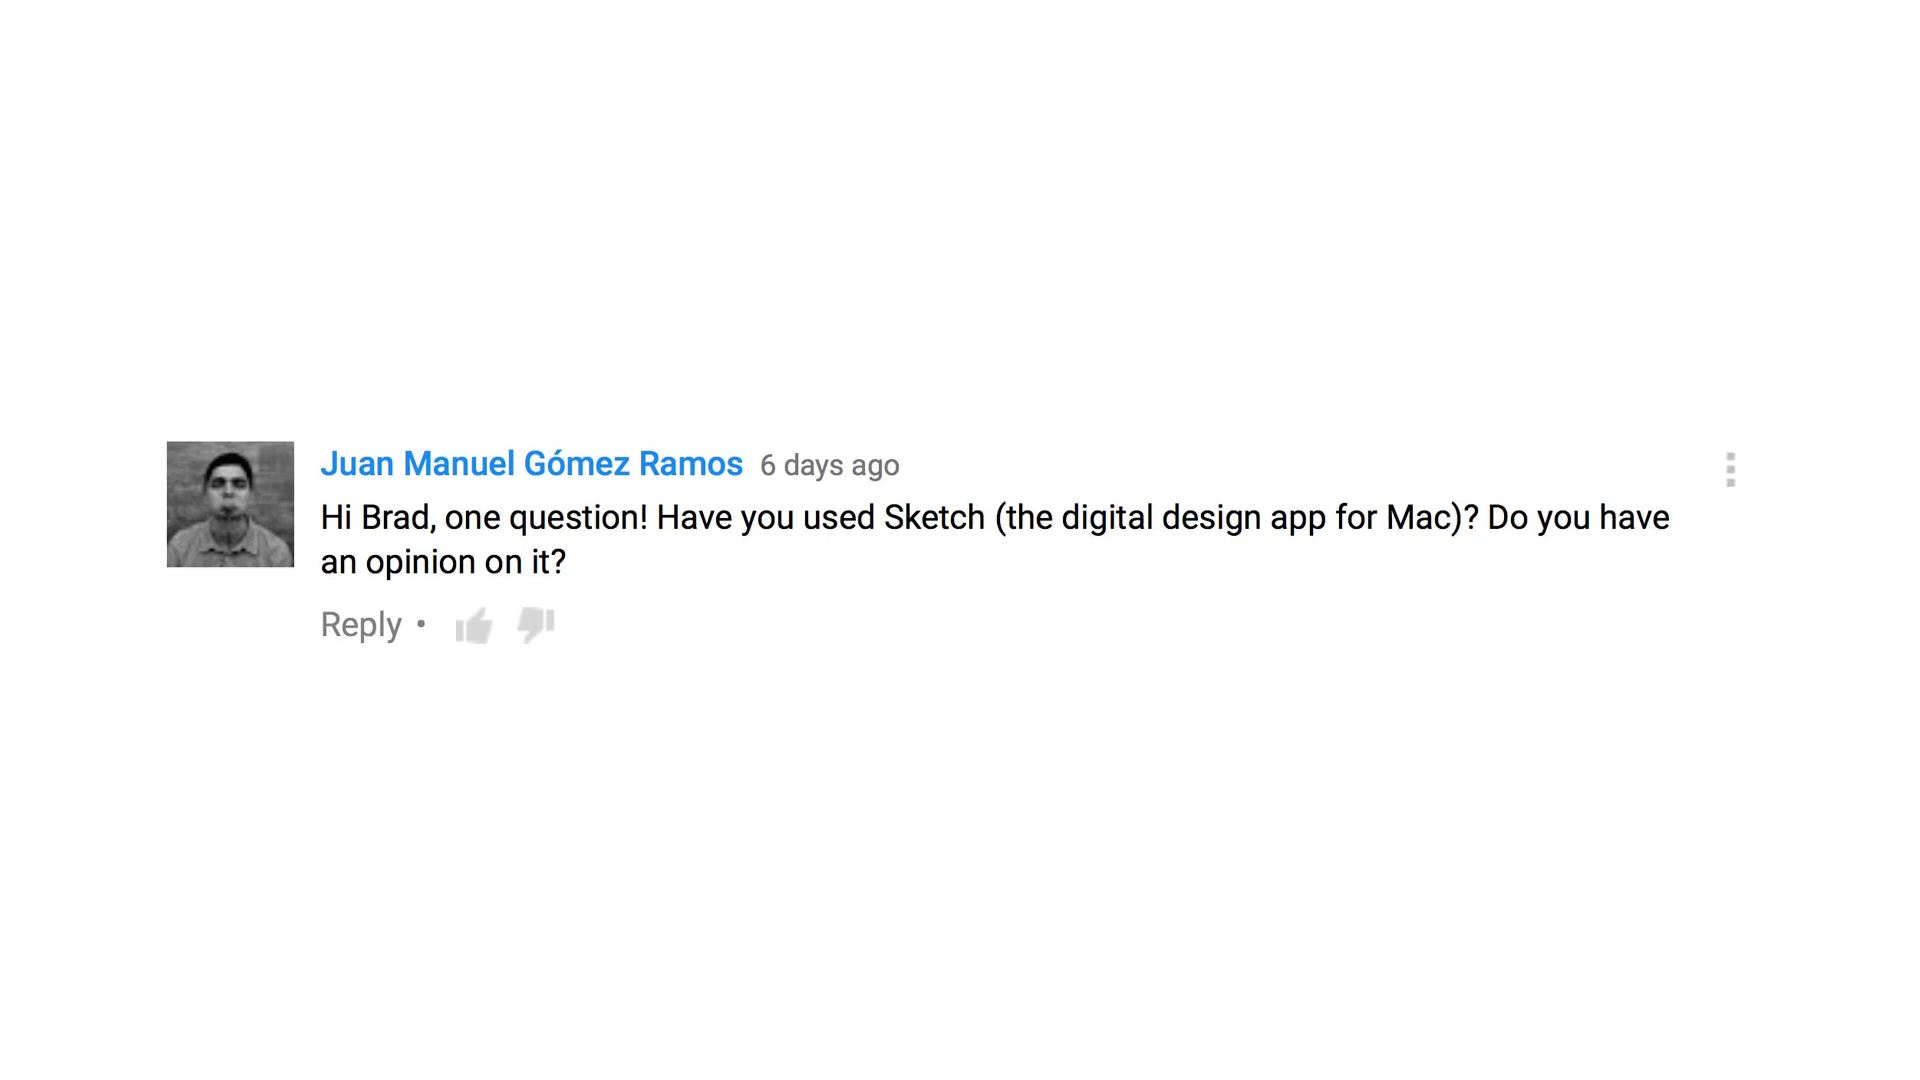 Juan Manuel Gómez Ramos 6 days ago
Hi Brad, one question! Have you used Sketch (the digital design app for Mac)? Do you have
an opinion on it?
Reply •